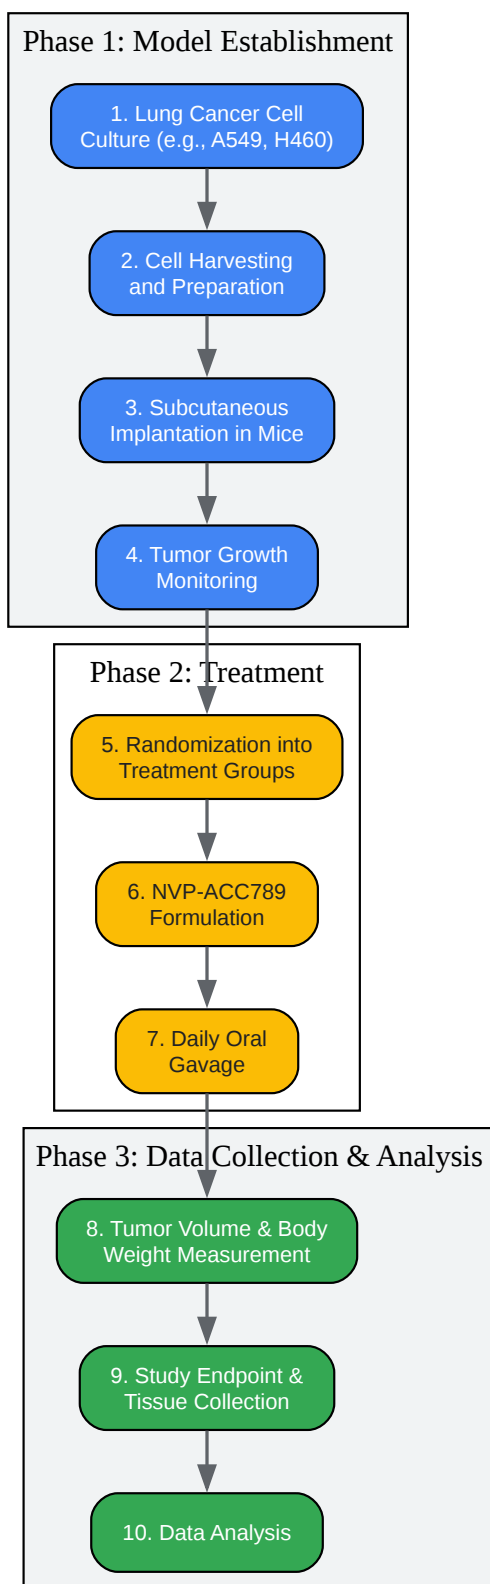 Phase 1: Model Establishment
1. Lung Cancer Cell
Culture (e.g., A549, H460)
2. Cell Harvesting
and Preparation
3. Subcutaneous
Implantation in Mice
4. Tumor Growth
Monitoring
Phase 2: Treatment
5. Randomization into
Treatment Groups
6. NVP-ACC789
Formulation
7. Daily Oral
Gavage
Phase 3: Data Collection & Analysis
8. Tumor Volume & Body
Weight Measurement
9. Study Endpoint &
Tissue Collection
10. Data Analysis